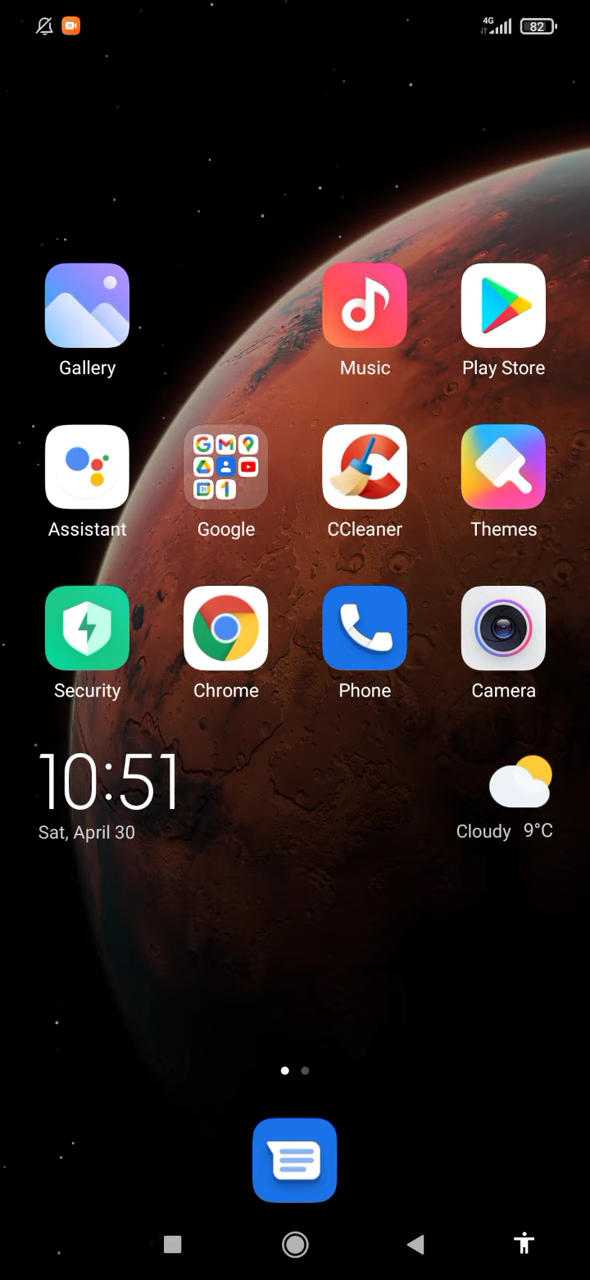 4G 82
Gallery Music Play Store
Assistant Google CCleaner Themes
Security Chrome Phone Camera
10:51
Sat, April 30 Cloudy 9°C